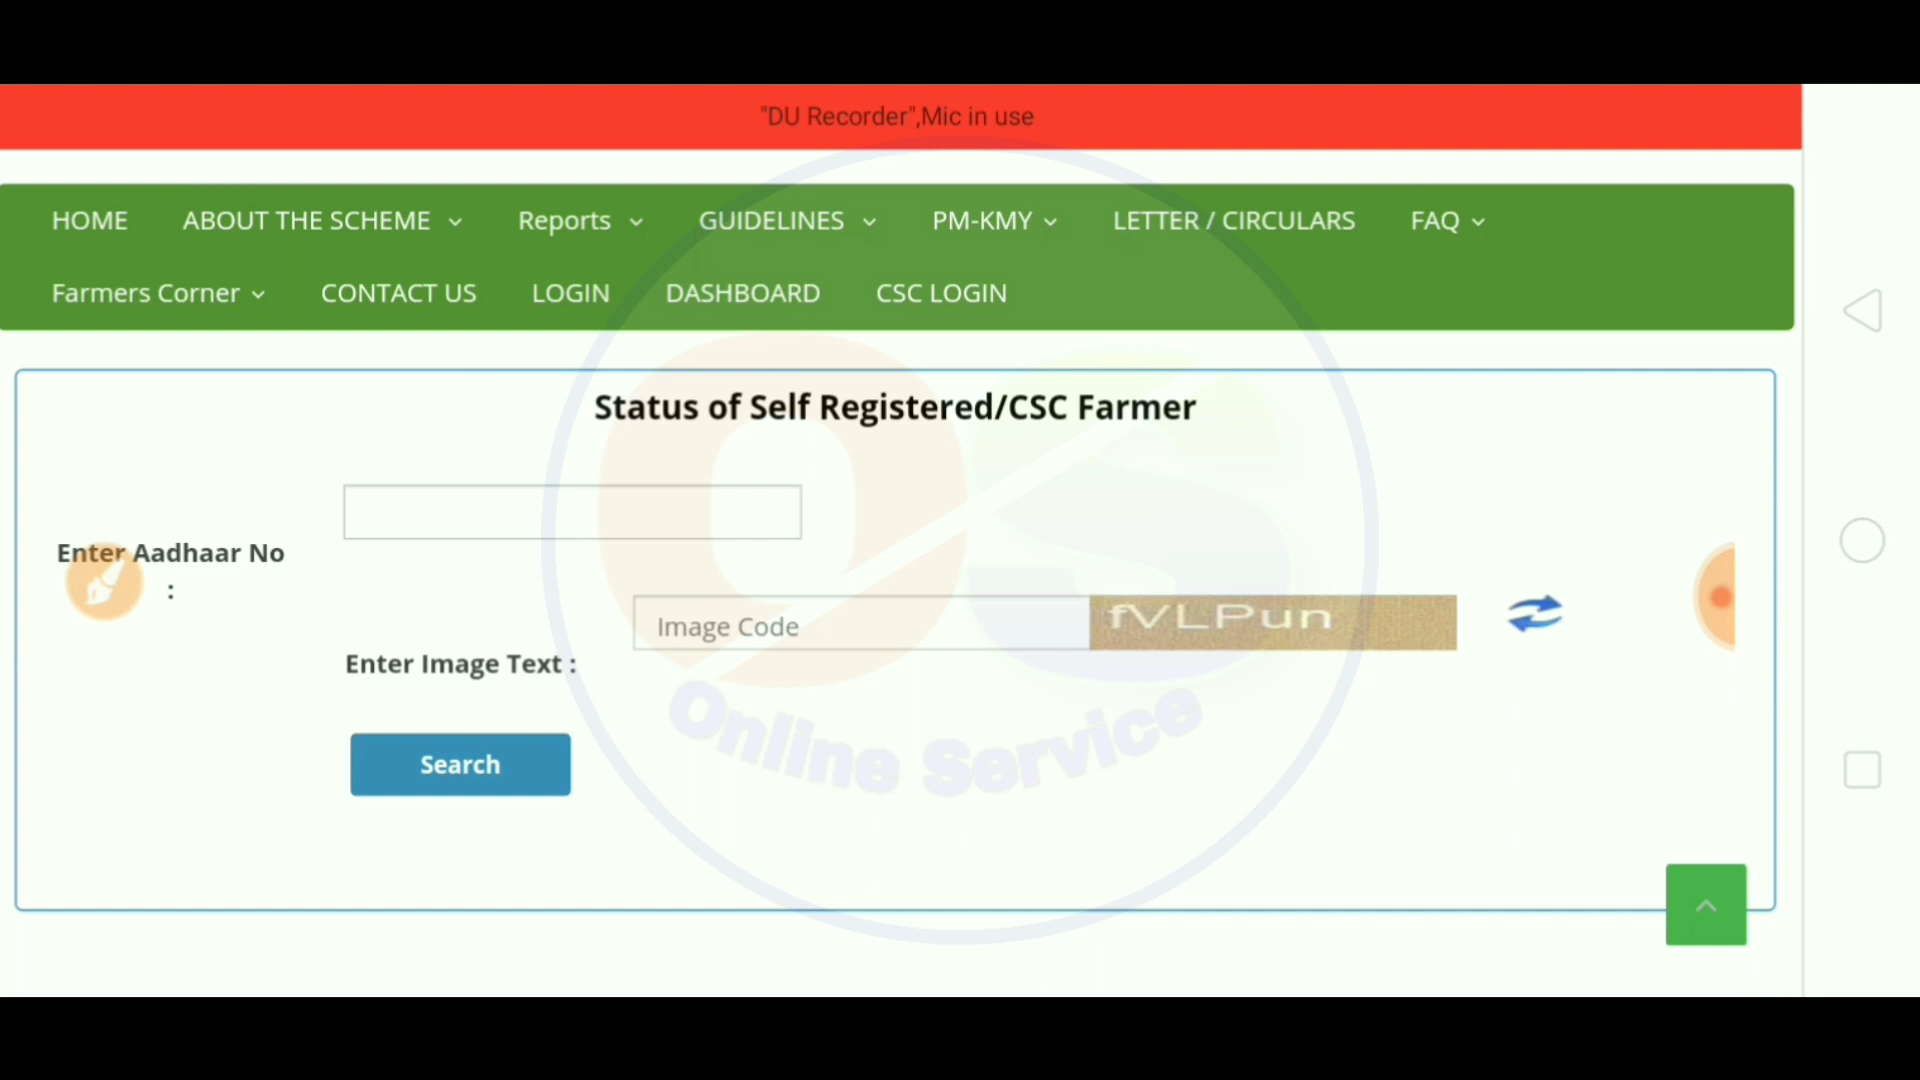 "DU Recorder",Mic in use
HOME ABOUT THE SCHEME Reports GUIDELINES PM-KMY LETTER / CIRCULARS FAQ
Farmers Corner CONTACT US LOGIN DASHBOARD CSC LOGIN
Status of Self Registered/CSC Farmer
Enter Aadhaar No
:
Image Code fVLPun
Enter Image Text :
Search
OS
Online Service